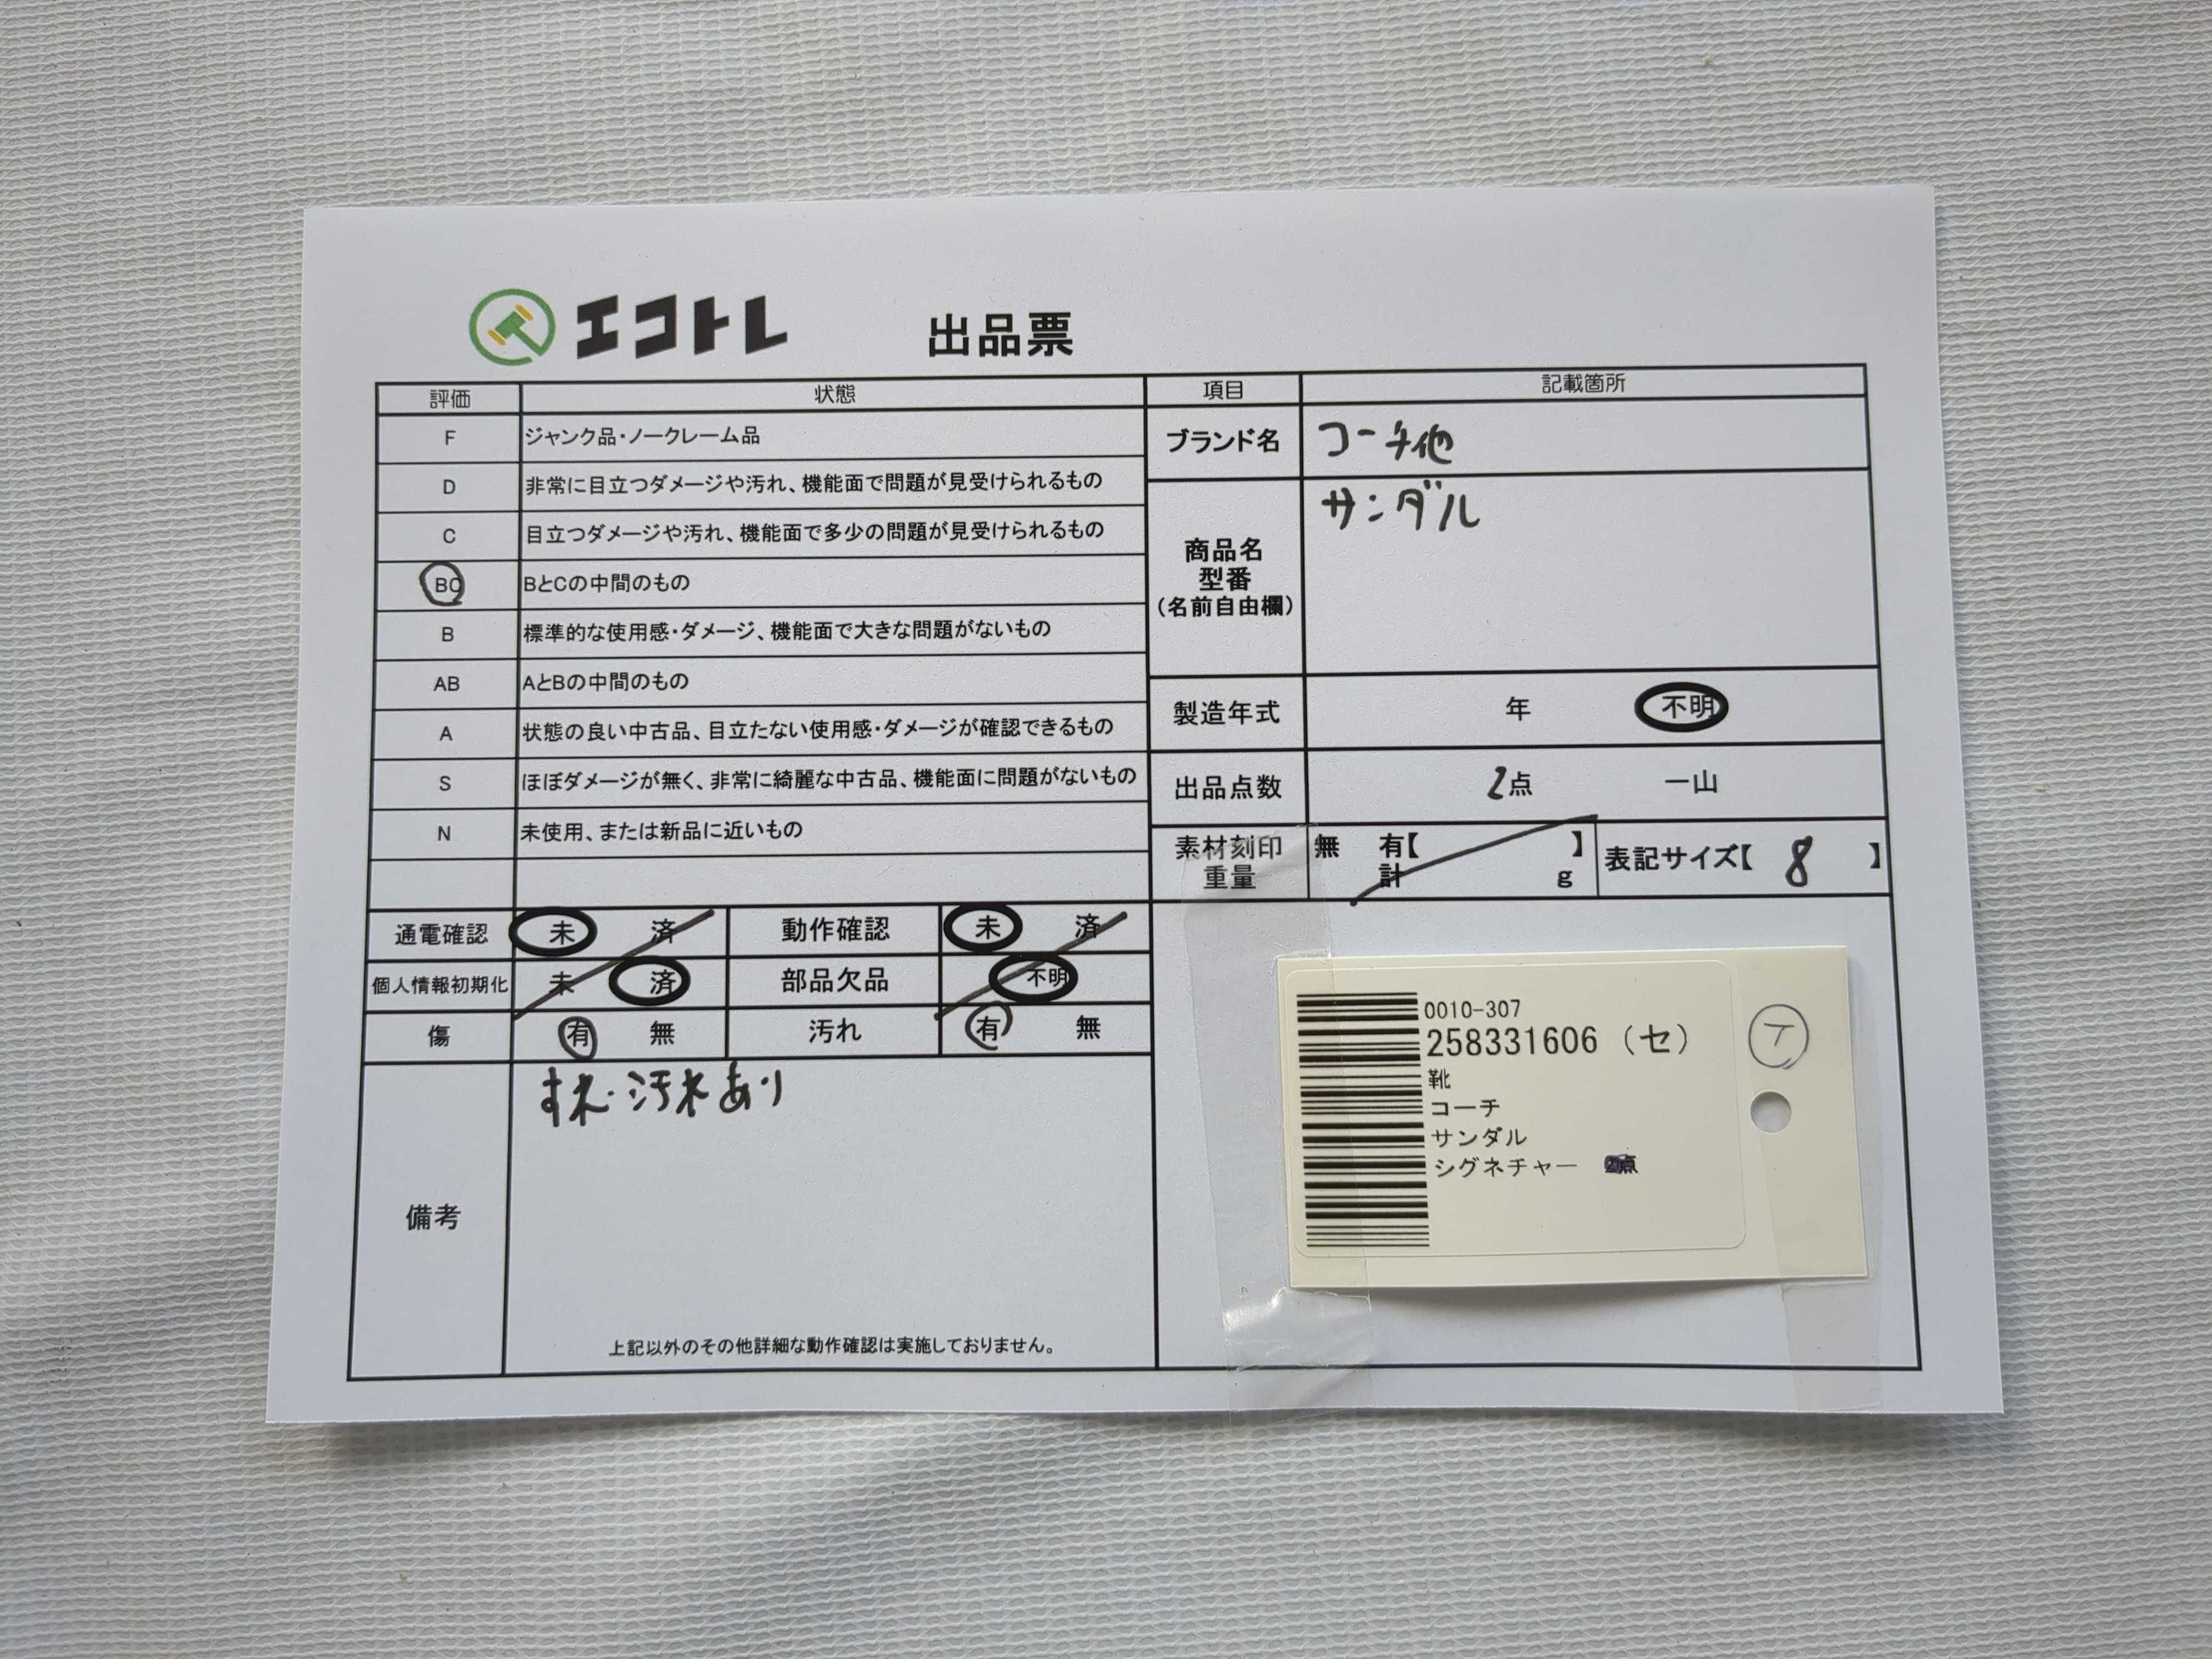 エコトレ 出品票
評価 状態
F ジャンク品・ノークレーム品
D 非常に目立つダメージや汚れ、機能面で問題が見受けられるもの
C 目立つダメージや汚れ、機能面で多少の問題が見受けられるもの
BC BとCの中間のもの
B 標準的な使用感・ダメージ、機能面で大きな問題がないもの
AB AとBの中間のもの
A 状態の良い中古品、目立たない使用感・ダメージが確認できるもの
S ほぼダメージが無く、非常に綺麗な中古品、機能面に問題がないもの
N 未使用、または新品に近いもの
通電確認 未 済 動作確認 未 済
個人情報初期化 未 済 部品欠品 不明
傷 有 無 汚れ 有 無
備考
すれ・汚れあり
上記以外のその他詳細な動作確認は実施しておりません。
項目 記載箇所
ブランド名 コーチ他
商品名
型番
(名前自由欄)
サンダル
製造年式 年 不明
出品点数 2点 一山
素材刻印 無 有【 】
重量 計 g
表記サイズ【 8 】
0010-307
258331606 (セ)
靴
コーチ
サンダル
シグネチャー